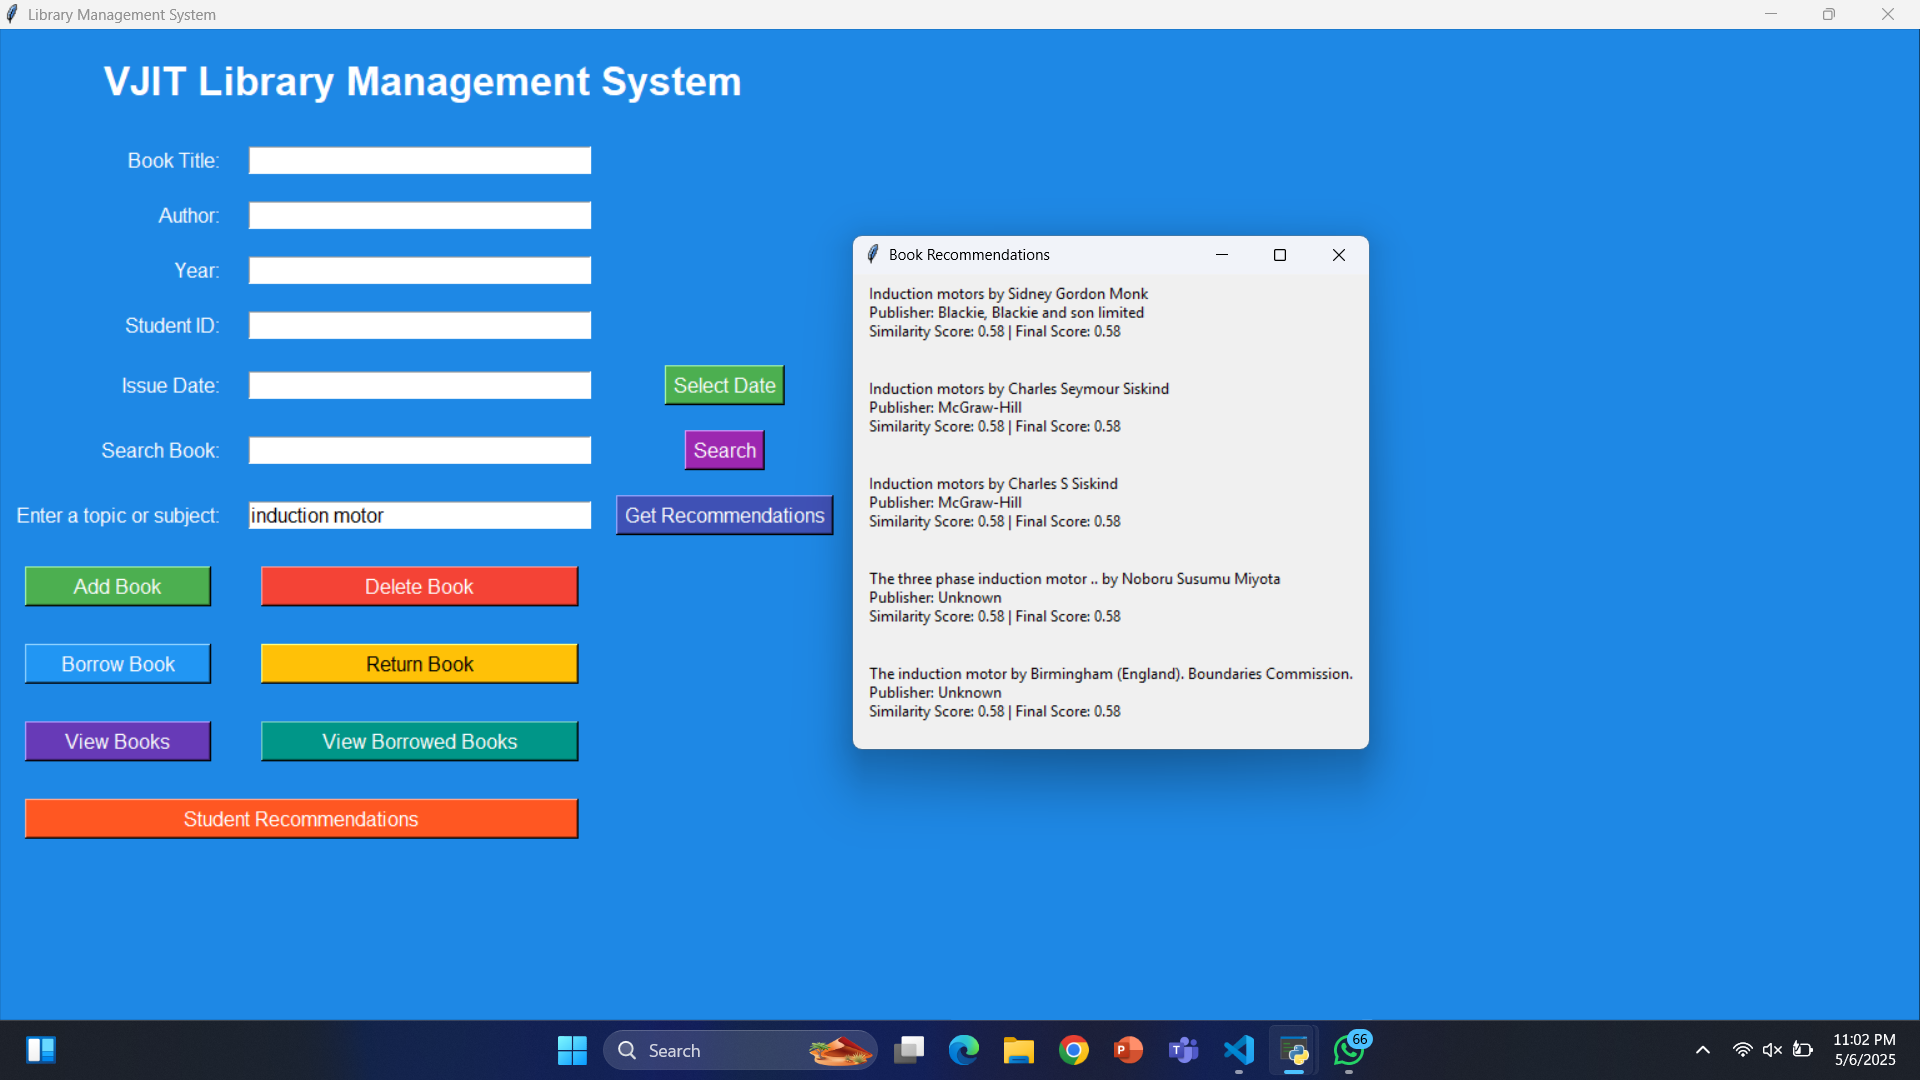 Library Management System
VJIT Library Management System
Book Title:
Author:
Year:
Student ID:
Issue Date:
Select Date
Search Book:
Search
Enter a topic or subject:
induction motor
Get Recommendations
Add Book
Delete Book
Borrow Book
Return Book
View Books
View Borrowed Books
Student Recommendations
Book Recommendations
Induction motors by Sidney Gordon Monk
Publisher: Blackie, Blackie and son limited
Similarity Score: 0.58 | Final Score: 0.58
Induction motors by Charles Seymour Siskind
Publisher: McGraw-Hill
Similarity Score: 0.58 | Final Score: 0.58
Induction motors by Charles S Siskind
Publisher: McGraw-Hill
Similarity Score: 0.58 | Final Score: 0.58
The three phase induction motor .. by Noboru Susumu Miyota
Publisher: Unknown
Similarity Score: 0.58 | Final Score: 0.58
The induction motor by Birmingham (England). Boundaries Commission.
Publisher: Unknown
Similarity Score: 0.58 | Final Score: 0.58
Search
66
11:02 PM
5/6/2025